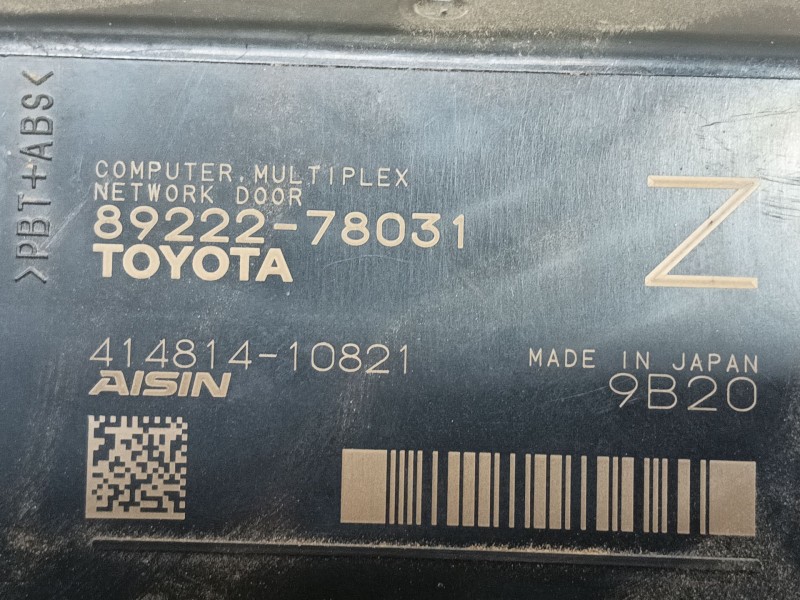 >PBT+ABS<
COMPUTER, MULTIPLEX
NETWORK DOOR
89222-78031
TOYOTA
Z
414814-10821
AISIN
MADE IN JAPAN
9B20